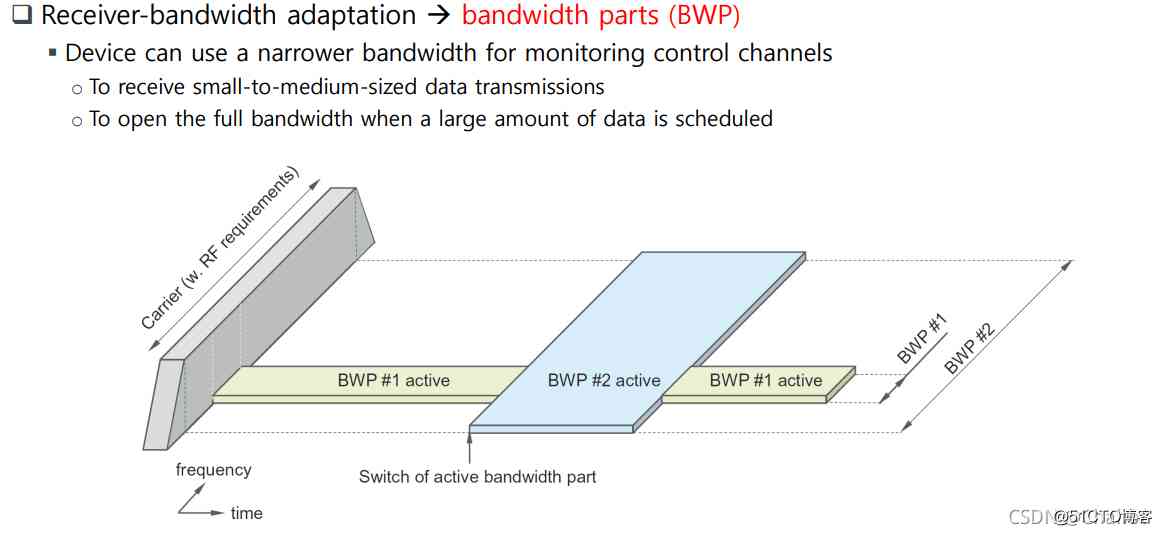 Receiver-bandwidth adaptation → bandwidth parts (BWP)
Device can use a narrower bandwidth for monitoring control channels
To receive small-to-medium-sized data transmissions
To open the full bandwidth when a large amount of data is scheduled
Carrier (w. RF requirements)
BWP #1 active
BWP #2 active
BWP #1 active
BWP #1
BWP #2
frequency
time
Switch of active bandwidth part
@51CTO博客